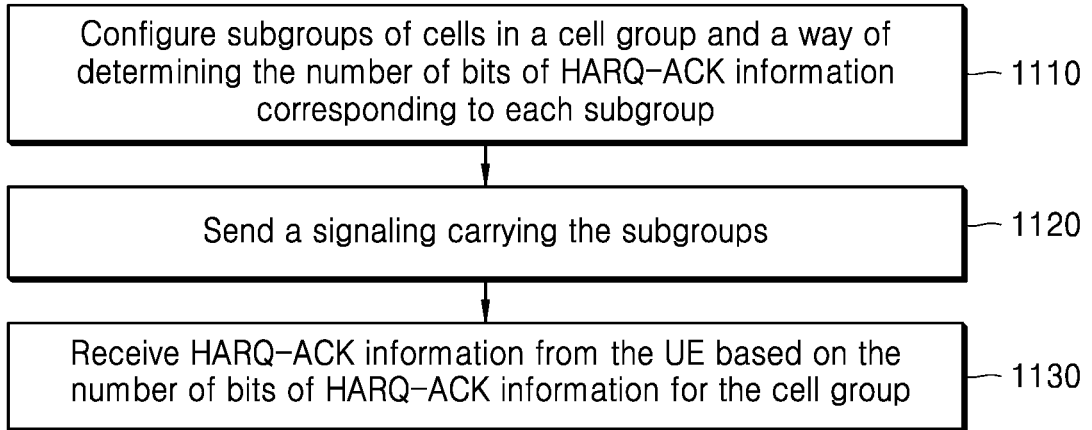 Configure subgroups of cells in a cell group and a way of
determining the number of bits of HARQ-ACK information
corresponding to each subgroup
1110
Send a signaling carrying the subgroups
1120
Receive HARQ-ACK information from the UE based on the
number of bits of HARQ-ACK information for the cell group
1130